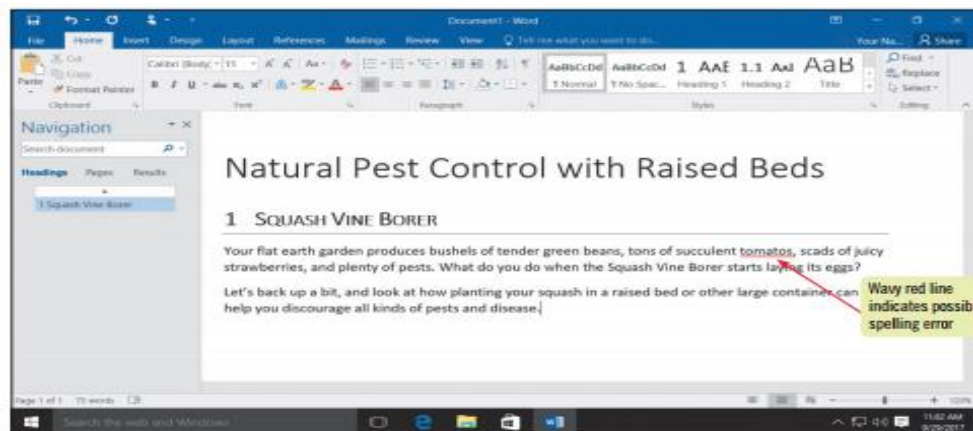 Document1 - Word
File Home Insert Design Layout References Mailings Review View Tell me what you want to do... Your Na... Share
Cut
Copy
Paste Format Painter
Calibri (Body) 11
AaBbCcDd AaBbCcDd 1 AAE 1.1 AAI AaB
¶ Normal ¶ No Spac... Heading 1 Heading 2 Title
Find
Replace
Select
Clipboard Font Paragraph Styles Editing
Navigation
Search document
Headings Pages Results
1 Squash Vine Borer
Natural Pest Control with Raised Beds
1 SQUASH VINE BORER
Your flat earth garden produces bushels of tender green beans, tons of succulent tomatos, scads of juicy
strawberries, and plenty of pests. What do you do when the Squash Vine Borer starts laying its eggs?
Let's back up a bit, and look at how planting your squash in a raised bed or other large container can
help you discourage all kinds of pests and disease.
Wavy red line
indicates possib
spelling error
Page 1 of 1 75 words 120%
Search the web and Windows
11:02 AM
9/29/2017